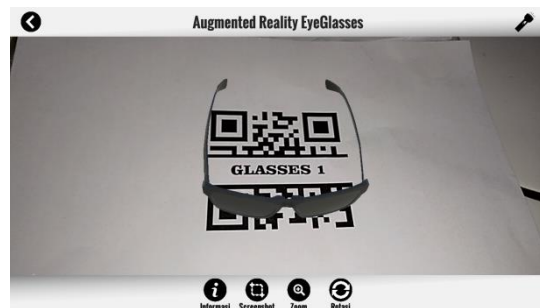 Augmented Reality EyeGlasses
GLASSES 1
Informasi Screenshot Zoom Rotasi